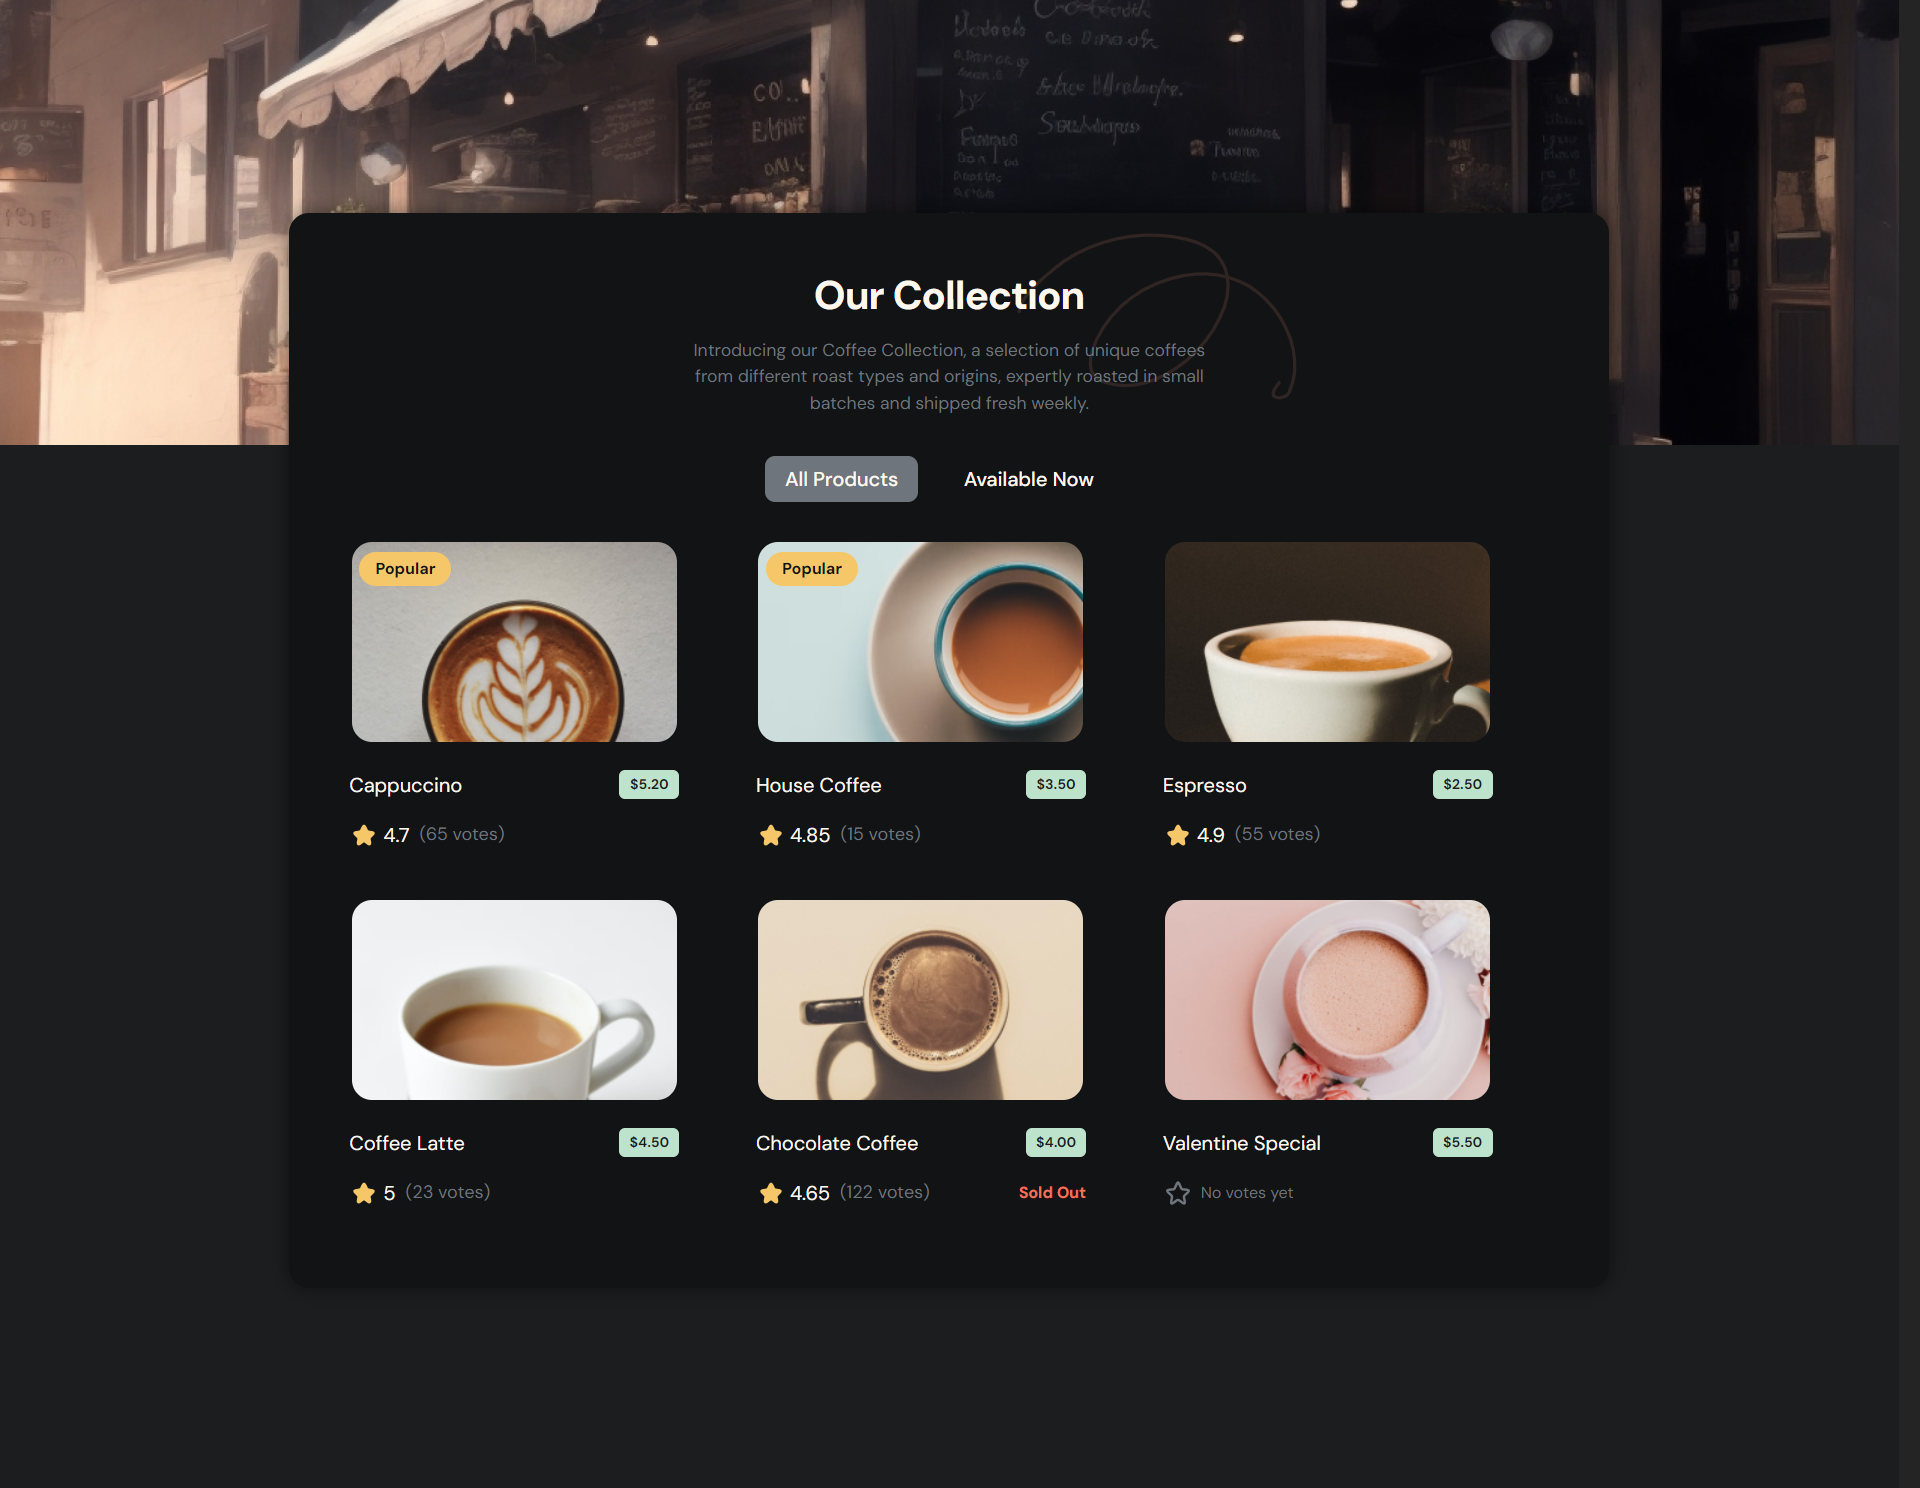 Our Collection
Introducing our Coffee Collection, a selection of unique coffees
from different roast types and origins, expertly roasted in small
batches and shipped fresh weekly.
All Products
Available Now
Popular
Popular
Cappuccino
$5.20
House Coffee
$3.50
Espresso
$2.50
4.7 (65 votes)
4.85 (15 votes)
4.9 (55 votes)
Coffee Latte
$4.50
Chocolate Coffee
$4.00
Valentine Special
$5.50
5 (23 votes)
4.65 (122 votes)
Sold Out
No votes yet